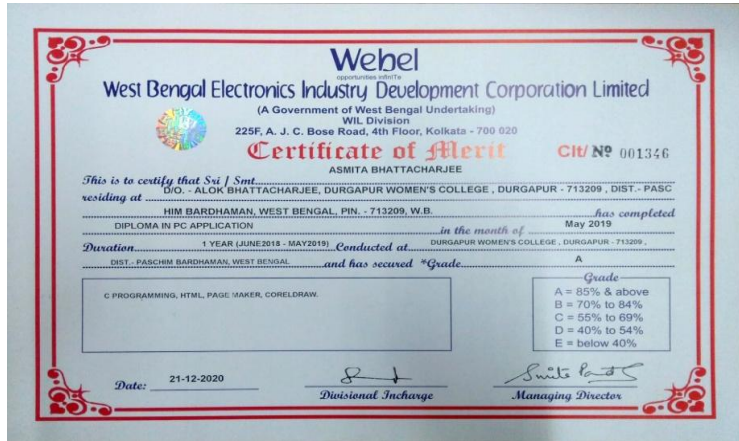 Webel
opportunities infiniTe
West Bengal Electronics Industry Development Corporation Limited
(A Government of West Bengal Undertaking)
WIL Division
225F, A. J. C. Bose Road, 4th Floor, Kolkata - 700 020
Certificate of Merit
Clt/ Nº 001346
ASMITA BHATTACHARJEE
This is to certify that Sri / Smt.
D/O. - ALOK BHATTACHARJEE, DURGAPUR WOMEN'S COLLEGE , DURGAPUR - 713209 , DIST.- PASC
residing at
HIM BARDHAMAN, WEST BENGAL, PIN. - 713209, W.B. has completed
DIPLOMA IN PC APPLICATION in the month of May 2019
Duration 1 YEAR (JUNE2018 - MAY2019) Conducted at DURGAPUR WOMEN'S COLLEGE , DURGAPUR - 713209 ,
DIST.- PASCHIM BARDHAMAN, WEST BENGAL and has secured *Grade A
C PROGRAMMING, HTML, PAGE MAKER, CORELDRAW.
Grade
A = 85% & above
B = 70% to 84%
C = 55% to 69%
D = 40% to 54%
E = below 40%
Date: 21-12-2020
Divisional Incharge
Managing Director